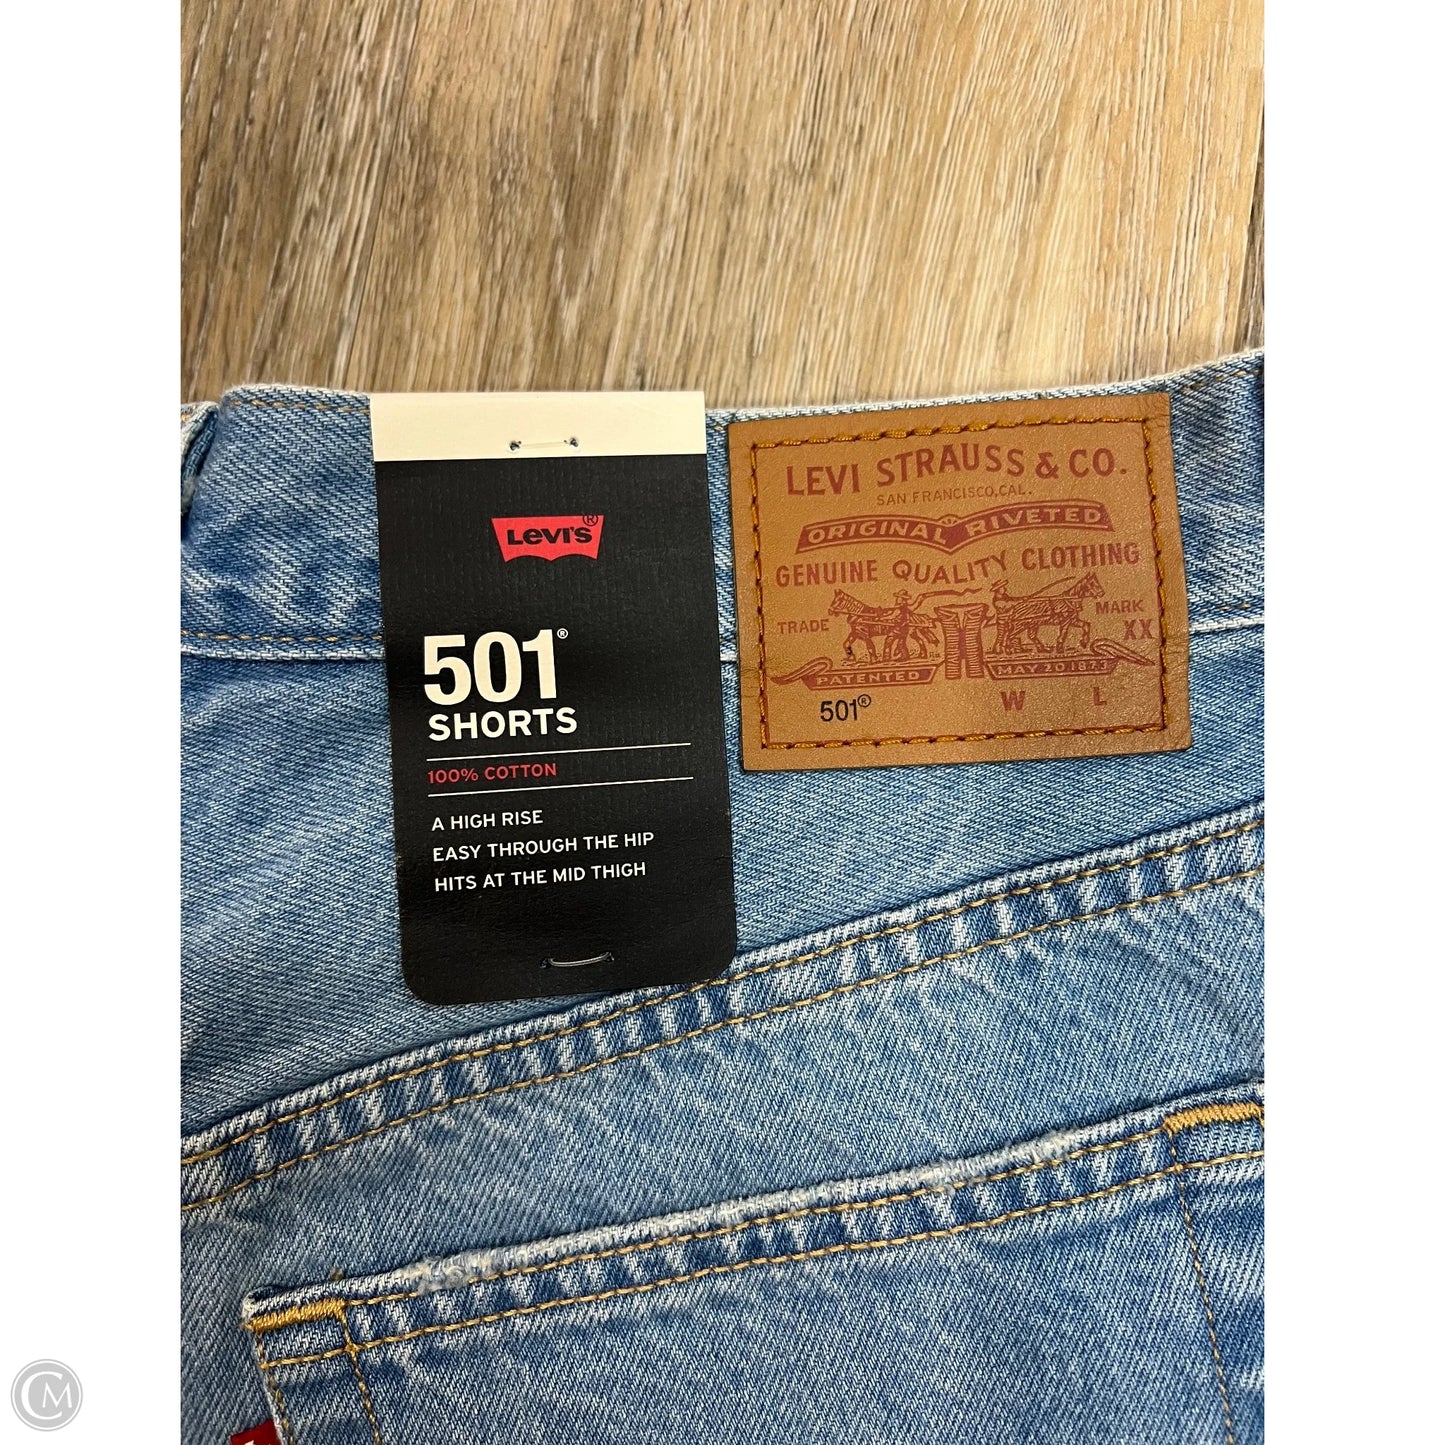 Levi's®
501®
SHORTS
100% COTTON
A HIGH RISE
EASY THROUGH THE HIP
HITS AT THE MID THIGH
LEVI STRAUSS & CO.
SAN FRANCISCO, CAL.
ORIGINAL RIVETED
GENUINE QUALITY CLOTHING
TRADE MARK
XX
PATENTED MAY 20 1873
501® W L
CM